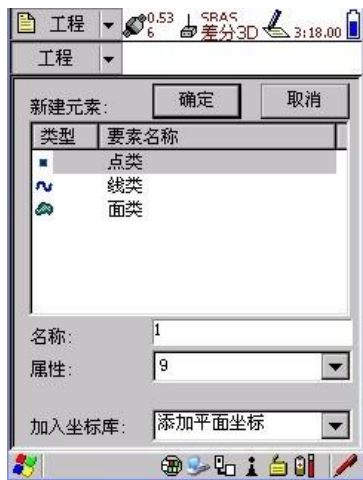 工程 0.53 SBAS
6 差分3D 3:18.00
工程
新建元素: 确定 取消
类型 要素名称
点类
线类
面类
名称: 1
属性: 9
加入坐标库: 添加平面坐标